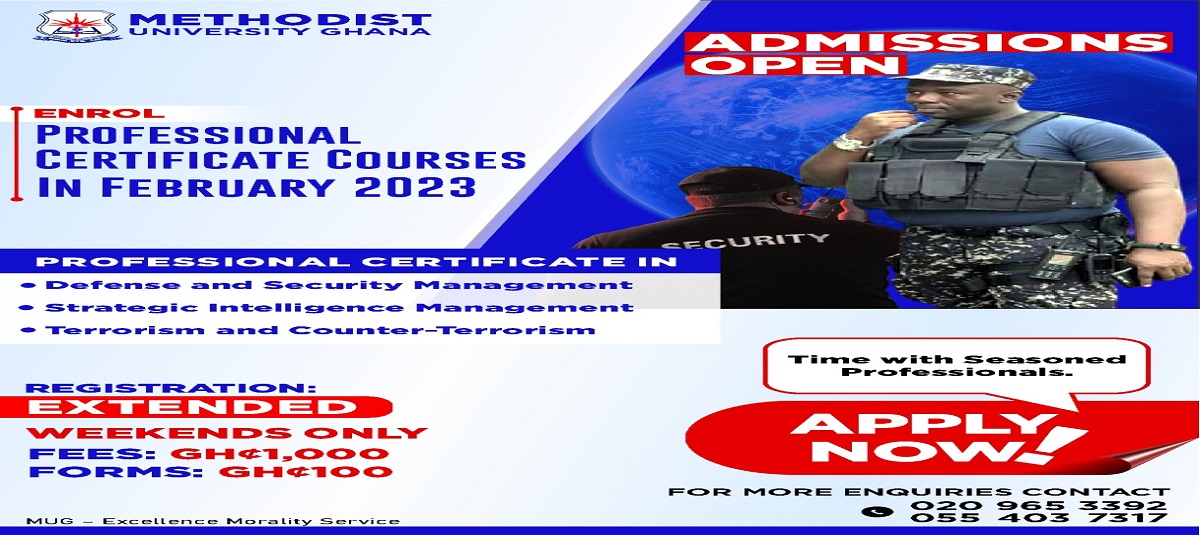 METHODIST
UNIVERSITY GHANA
ADMISSIONS
OPEN
ENROL
PROFESSIONAL
CERTIFICATE COURSES
IN FEBRUARY 2023
SECURITY
PROFESSIONAL CERTIFICATE IN
• Defense and Security Management
• Strategic Intelligence Management
• Terrorism and Counter-Terrorism
REGISTRATION:
EXTENDED
WEEKENDS ONLY
FEES: GH¢1,000
FORMS: GH¢100
MUG – Excellence Morality Service
Time with Seasoned
Professionals.
APPLY
NOW!
FOR MORE ENQUIRIES CONTACT
020 965 3392
055 403 7317